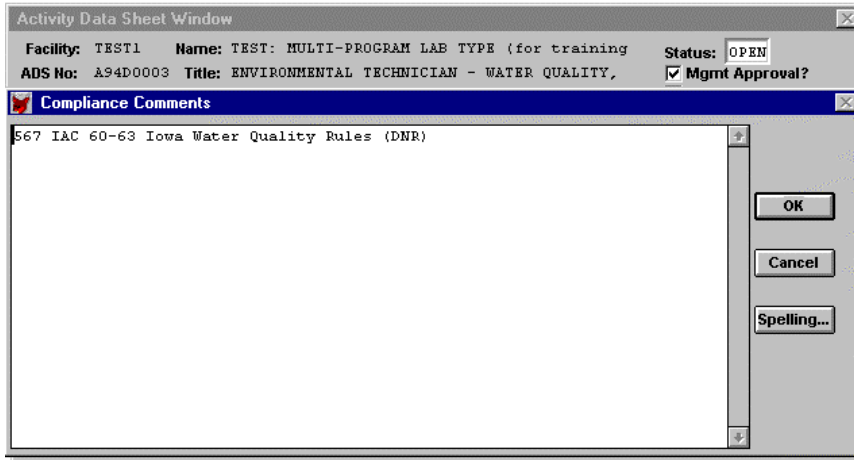 Activity Data Sheet Window
Facility: TEST1 Name: TEST: MULTI-PROGRAM LAB TYPE (for training Status: OPEN
ADS No: A94D0003 Title: ENVIRONMENTAL TECHNICIAN - WATER QUALITY, Mgmt Approval?
Compliance Comments
567 IAC 60-63 Iowa Water Quality Rules (DNR)
OK
Cancel
Spelling...